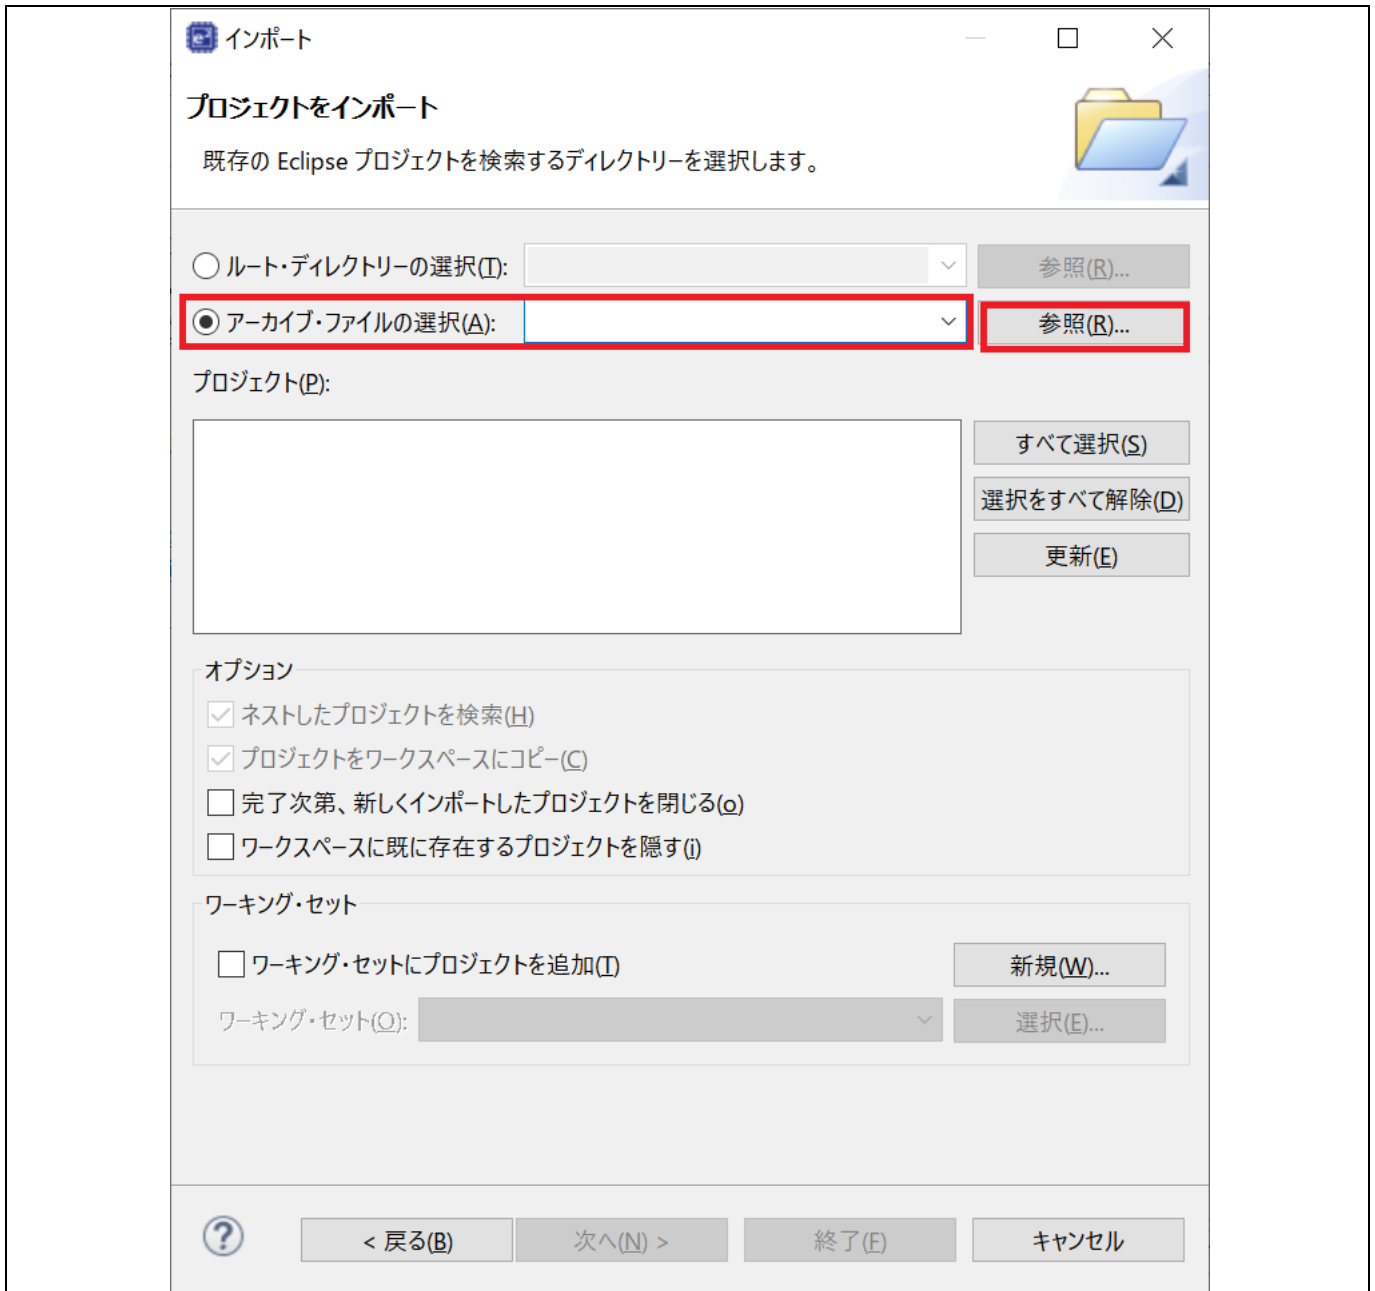 インポート
プロジェクトをインポート
既存の Eclipse プロジェクトを検索するディレクトリーを選択します。
ルート・ディレクトリーの選択(T): 参照(R)...
アーカイブ・ファイルの選択(A): 参照(R)...
プロジェクト(P):
すべて選択(S)
選択をすべて解除(D)
更新(E)
オプション
ネストしたプロジェクトを検索(H)
プロジェクトをワークスペースにコピー(C)
完了次第、新しくインポートしたプロジェクトを閉じる(o)
ワークスペースに既に存在するプロジェクトを隠す(i)
ワーキング・セット
ワーキング・セットにプロジェクトを追加(T) 新規(W)...
ワーキング・セット(O): 選択(E)...
< 戻る(B) 次へ(N) > 終了(F) キャンセル